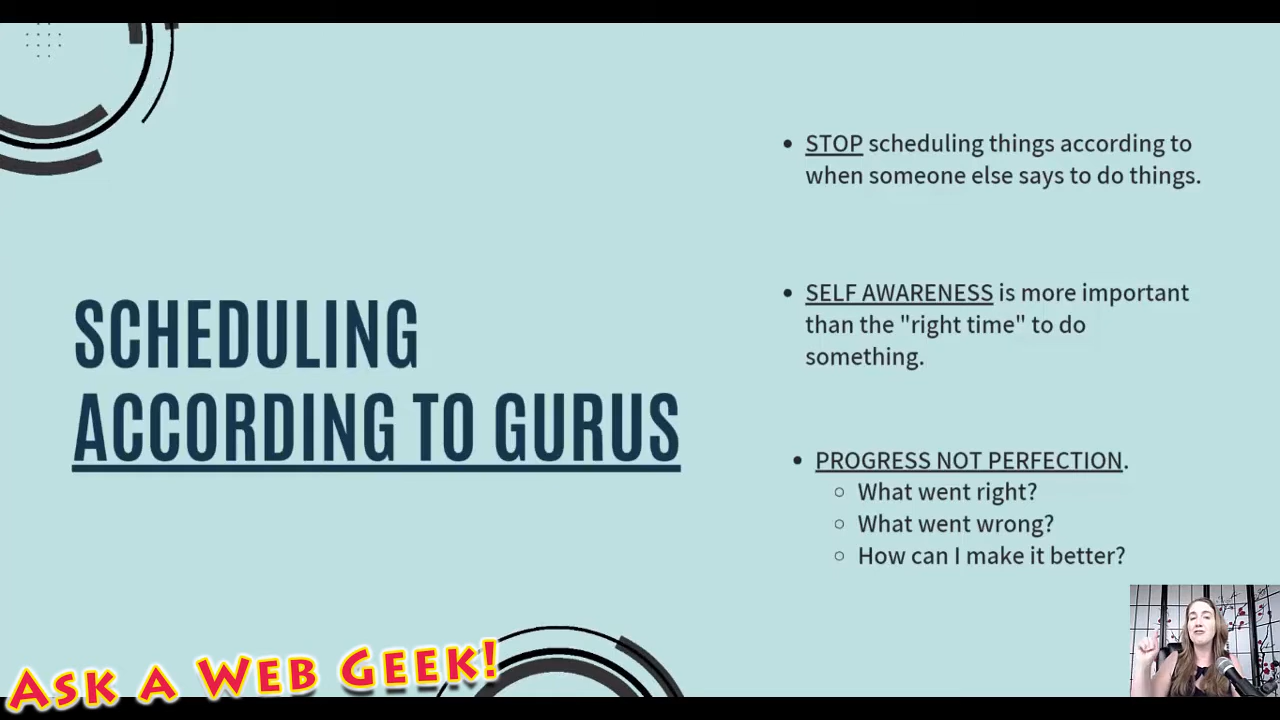 SCHEDULING
ACCORDING TO GURUS
STOP scheduling things according to
when someone else says to do things.
SELF AWARENESS is more important
than the "right time" to do
something.
PROGRESS NOT PERFECTION.
What went right?
What went wrong?
How can I make it better?
ASK A WEB GEEK!